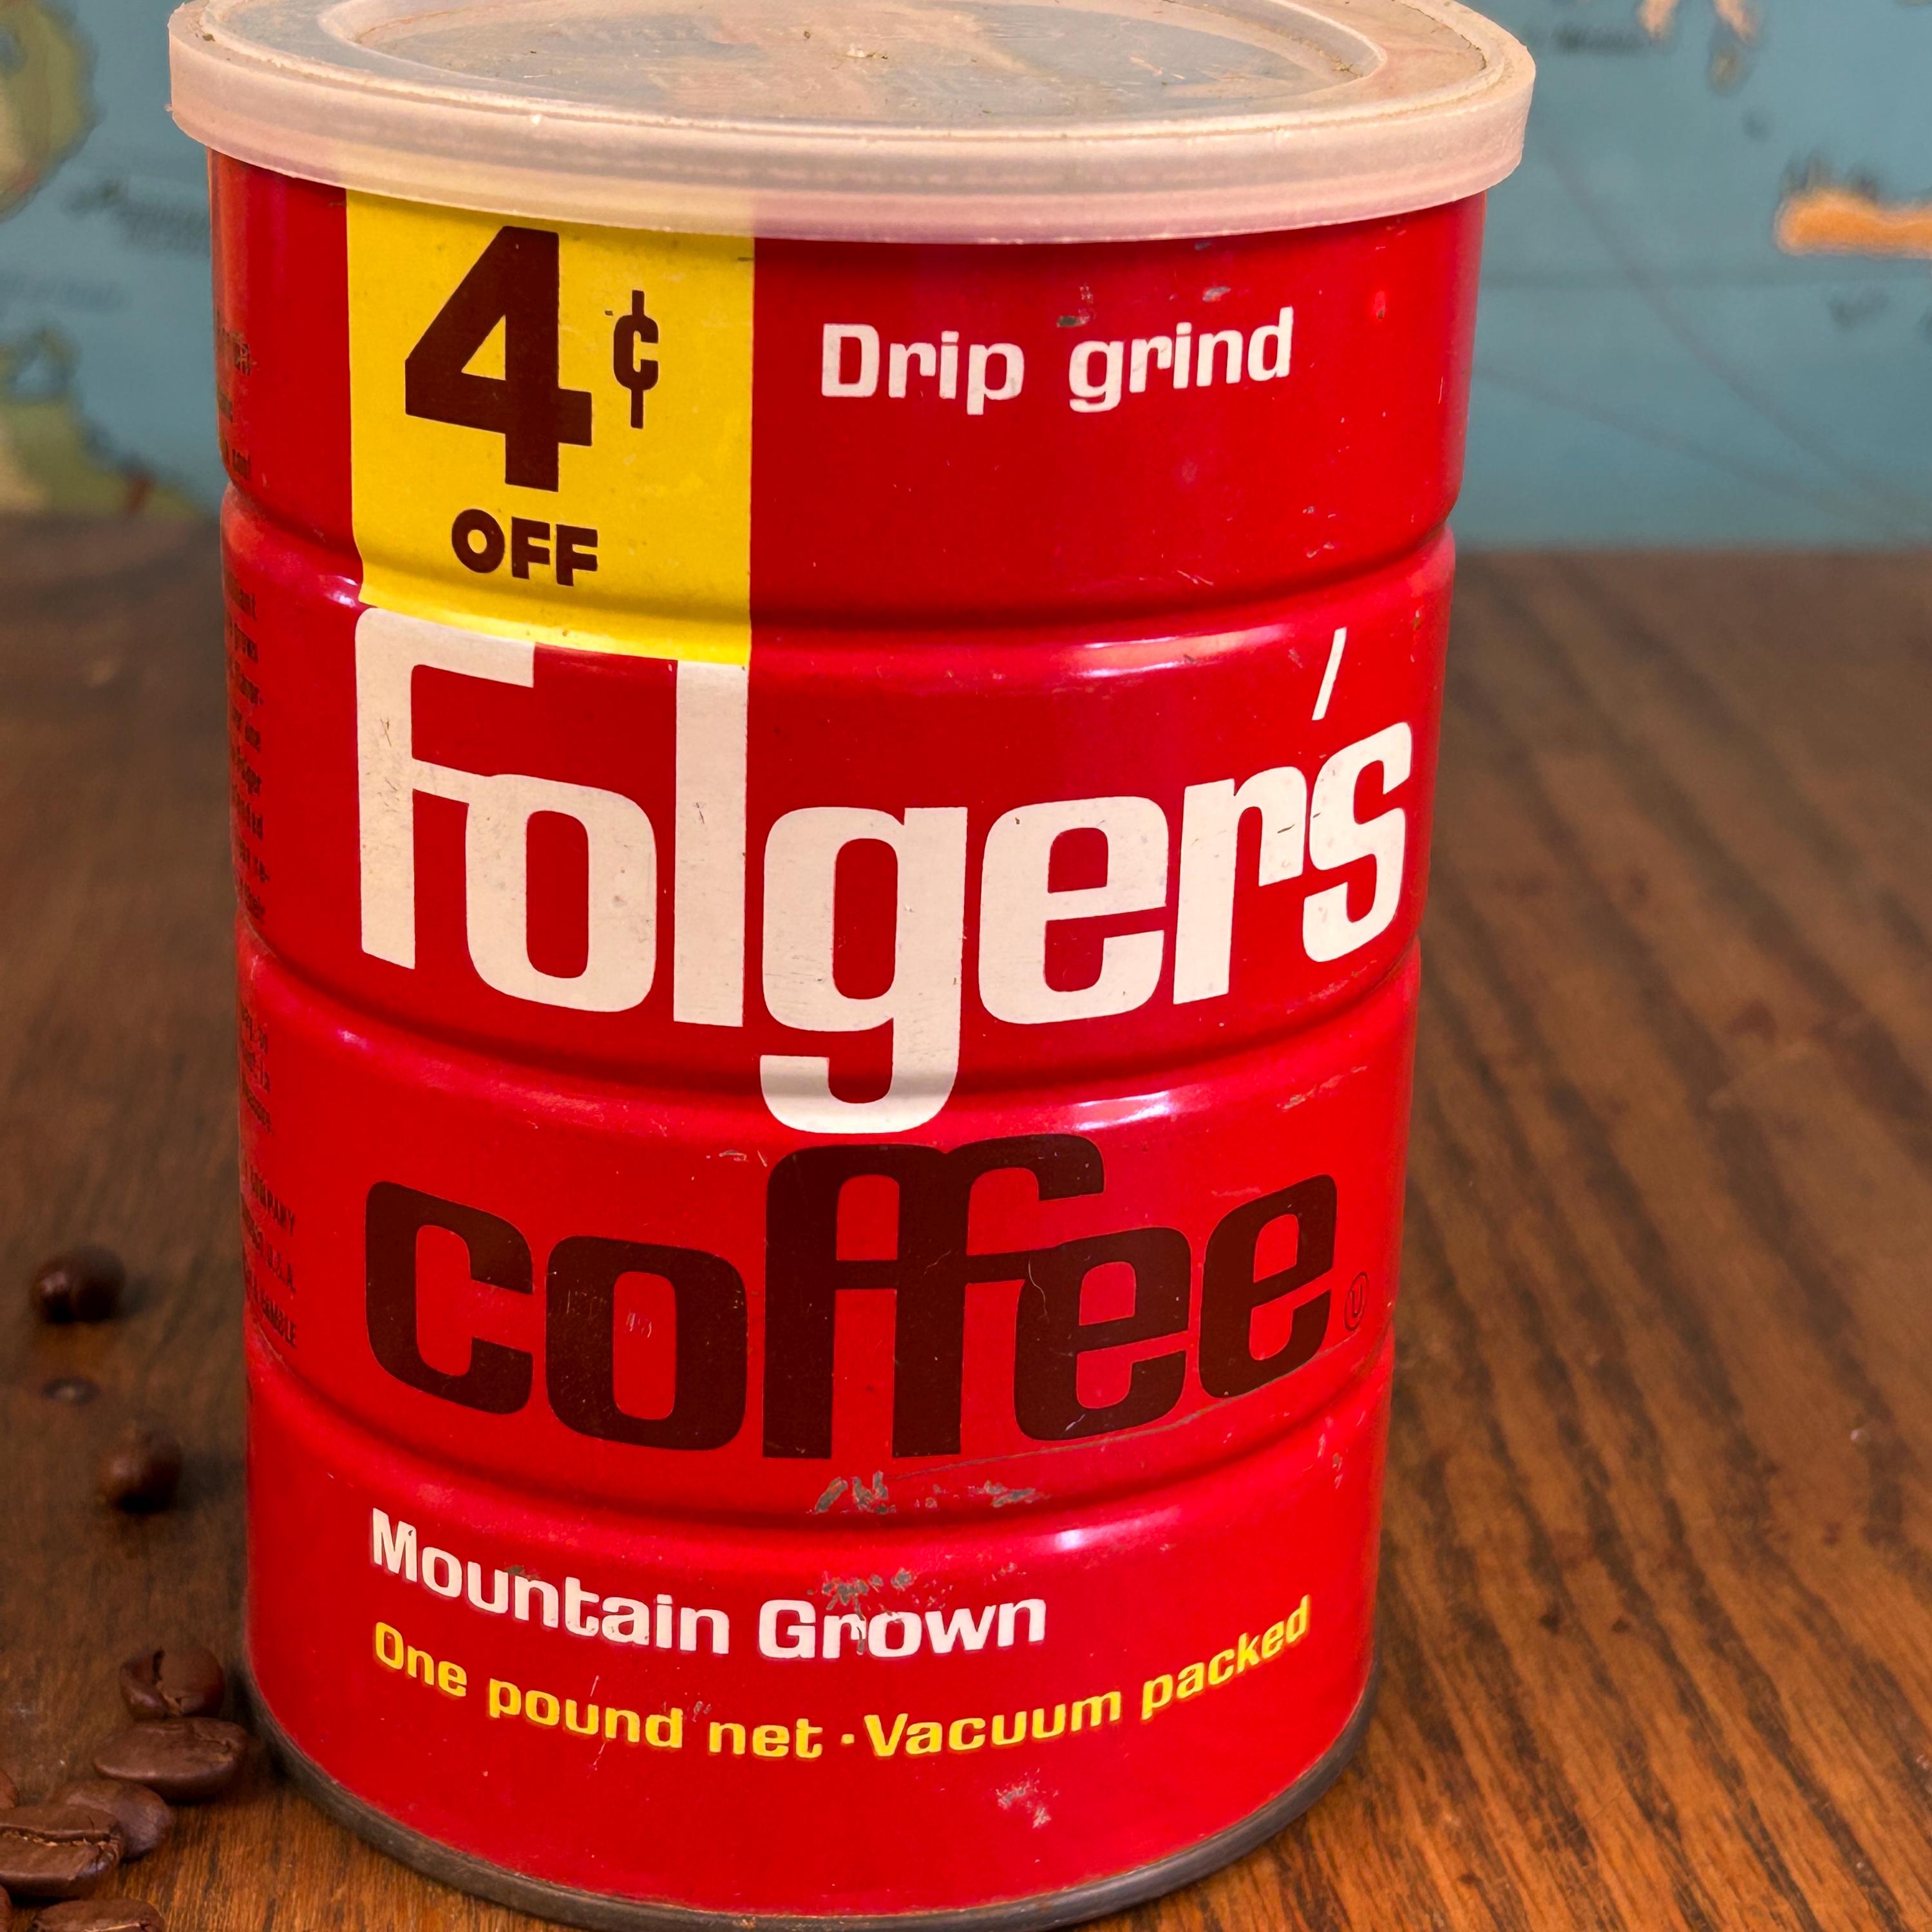 4¢
OFF
Drip grind
Folger's
coffee
U
Mountain Grown
One pound net · Vacuum packed